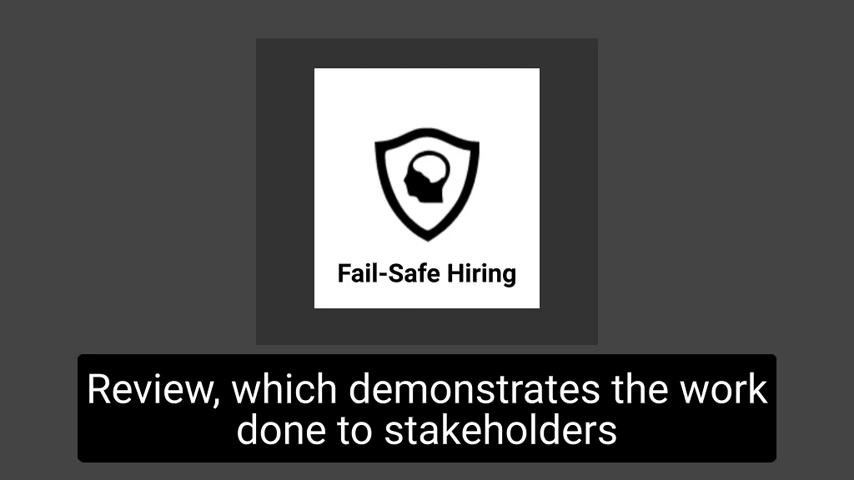 Fail-Safe Hiring
Review, which demonstrates the work
done to stakeholders